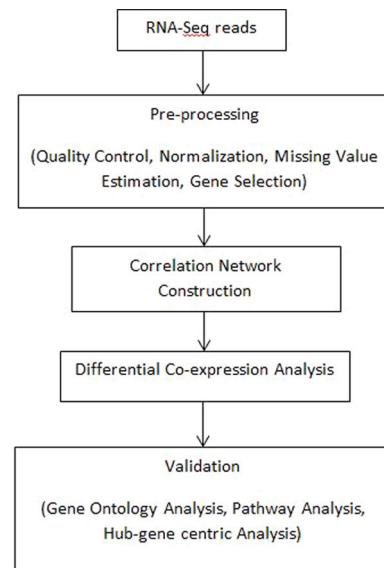 RNA-Seq reads
Pre-processing
(Quality Control, Normalization, Missing Value
Estimation, Gene Selection)
Correlation Network
Construction
Differential Co-expression Analysis
Validation
(Gene Ontology Analysis, Pathway Analysis,
Hub-gene centric Analysis)